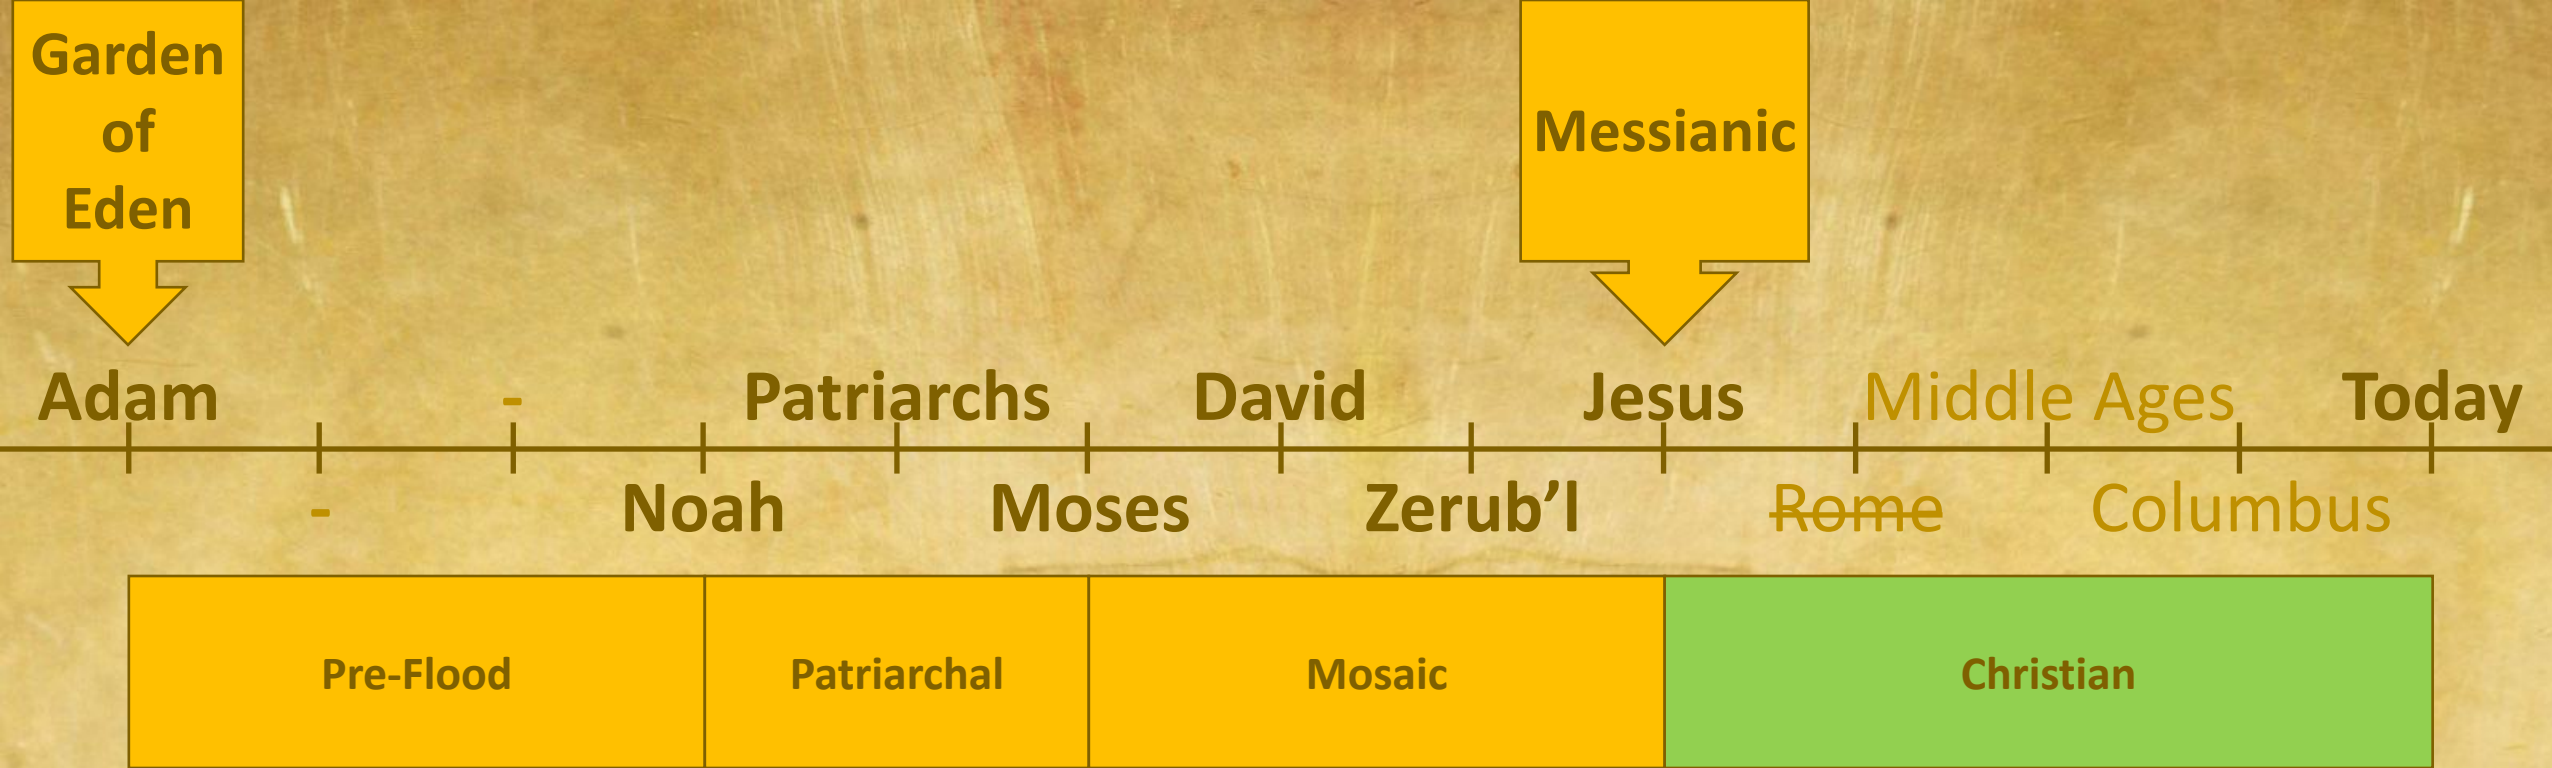 Garden
of
Eden
Messianic
Adam - Patriarchs David Jesus Middle Ages Today
- Noah Moses Zerub’l Rome Columbus
Pre-Flood Patriarchal Mosaic Christian